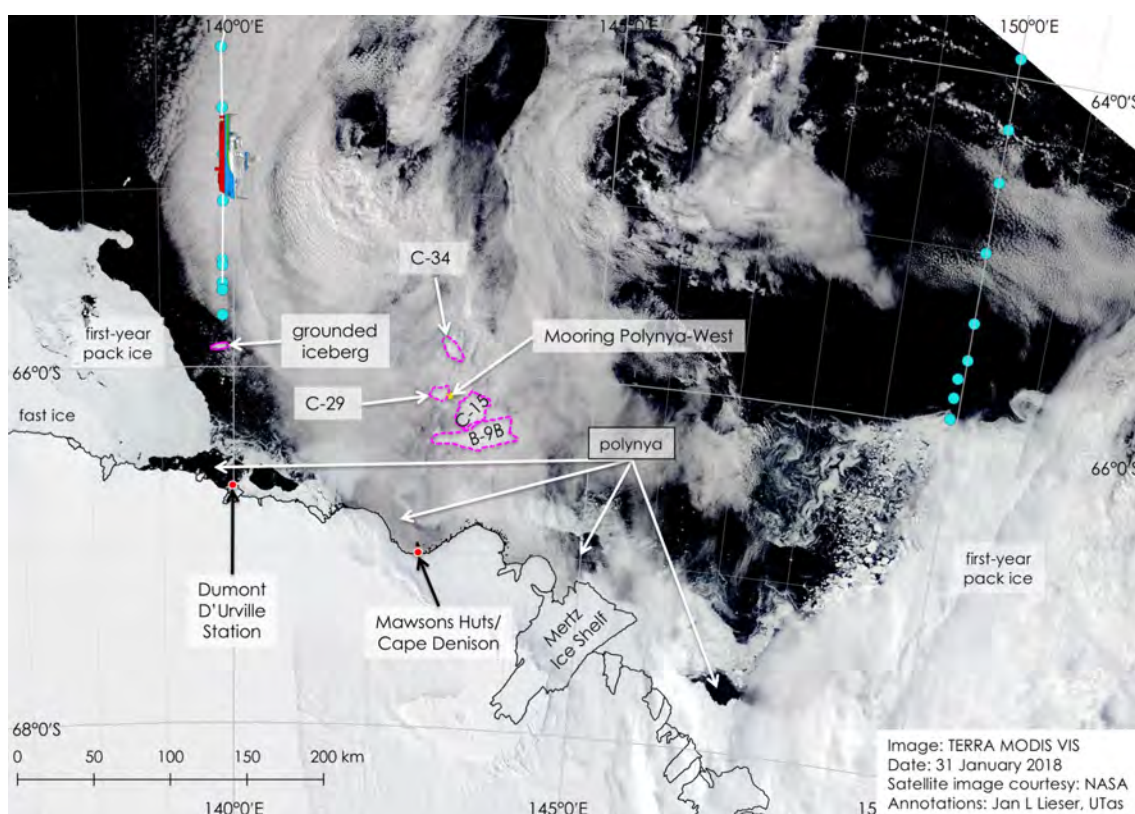 140°0'E
145°0'E
150°0'E
64°0'S
C-34
first-year
pack ice
grounded
iceberg
Mooring Polynya-West
66°0'S
C-29
C-15
B-9B
fast ice
polynya
66°0'S
first-year
pack ice
Dumont
D'Urville
Station
Mawsons Huts/
Cape Denison
Mertz
Ice Shelf
68°0'S
0 50 100 150 200 km
Image: TERRA MODIS VIS
Date: 31 January 2018
Satellite image courtesy: NASA
Annotations: Jan L Lieser, UTas
140°0'E
145°0'E
15